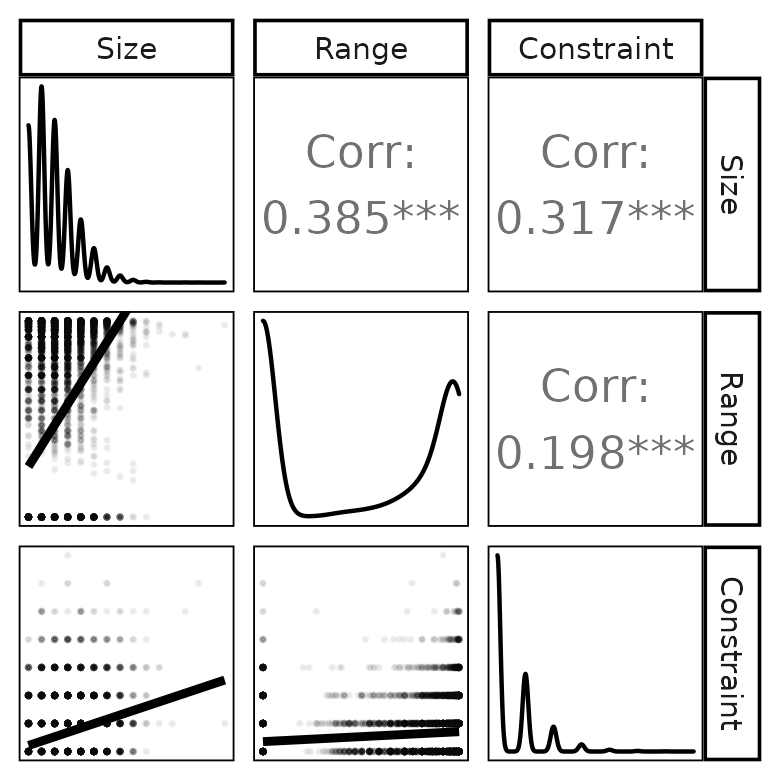 Size
Range
Constraint
Corr:
0.385***
Corr:
0.317***
Size
Corr:
0.198***
Range
Constraint